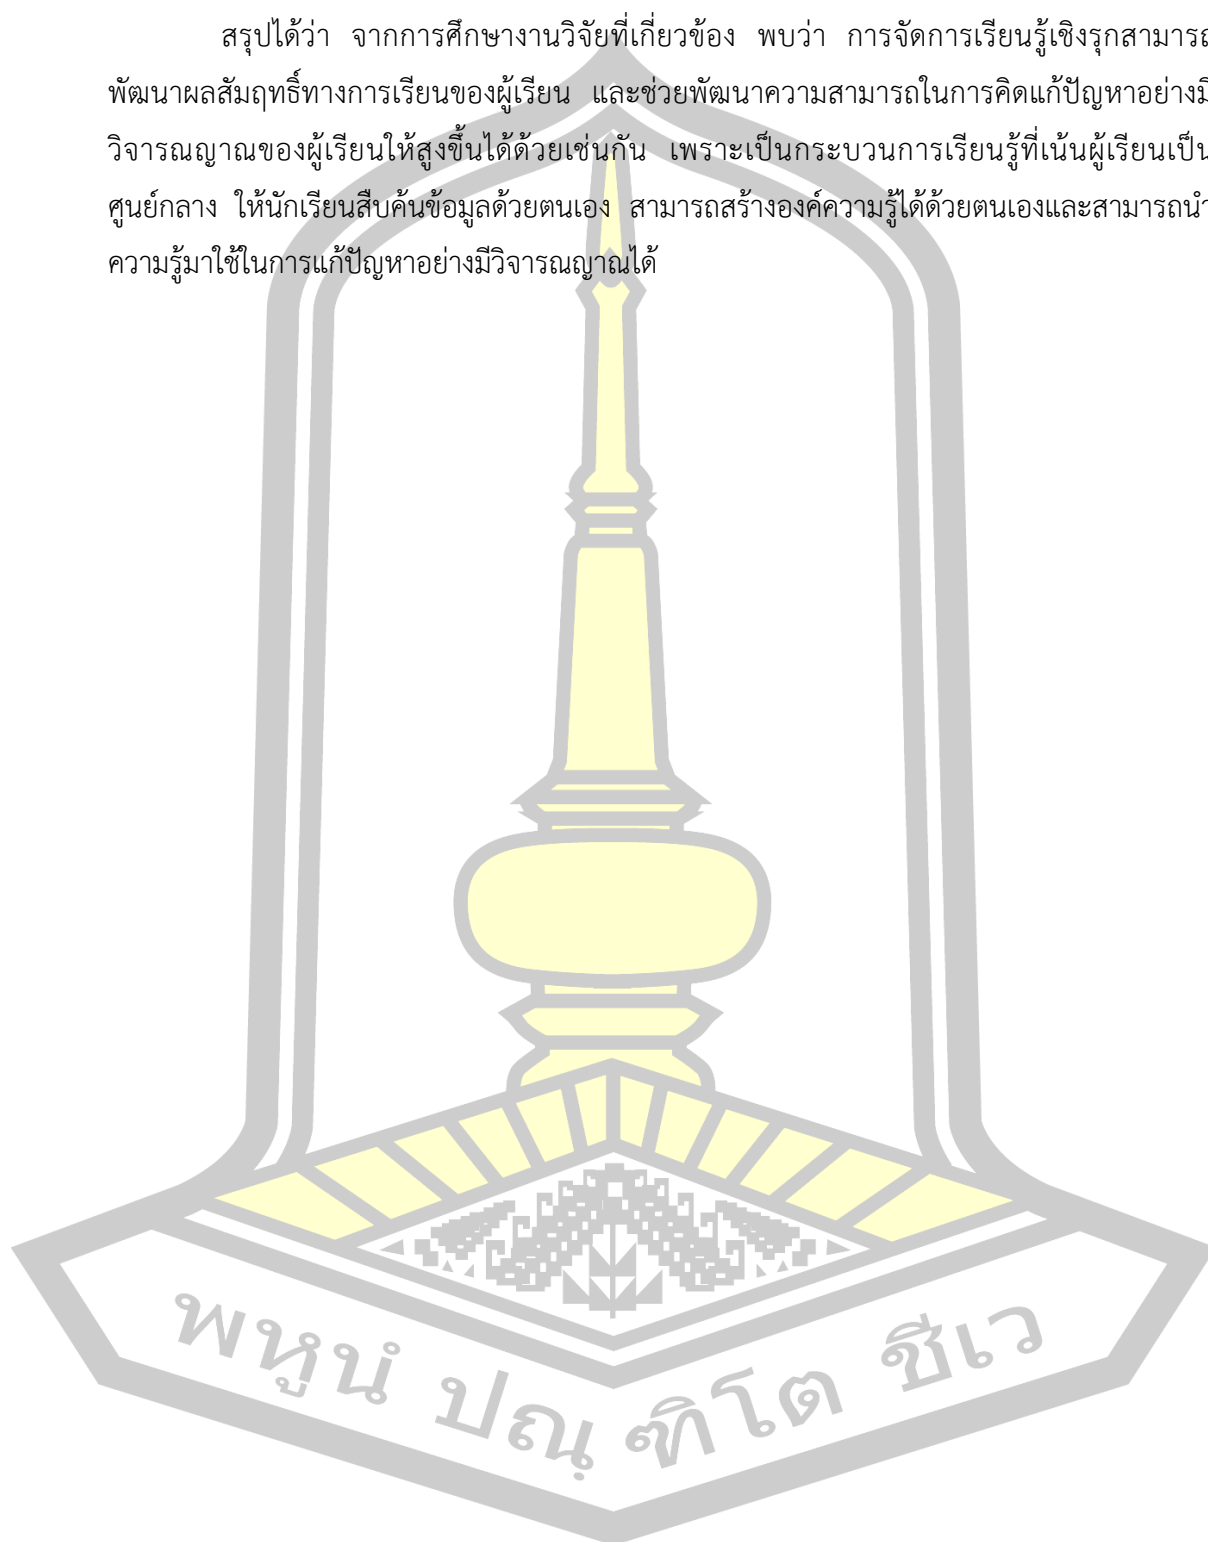 สรุปได้ว่า จากการศึกษางานวิจัยที่เกี่ยวข้อง พบว่า การจัดการเรียนรู้เชิงรุกสามารถ
พัฒนาผลสัมฤทธิ์ทางการเรียนของผู้เรียน และช่วยพัฒนาความสามารถในการคิดแก้ปัญหาอย่างมี
วิจารณญาณของผู้เรียนให้สูงขึ้นได้ด้วยเช่นกัน เพราะเป็นกระบวนการเรียนรู้ที่เน้นผู้เรียนเป็น
ศูนย์กลาง ให้นักเรียนสืบค้นข้อมูลด้วยตนเอง สามารถสร้างองค์ความรู้ได้ด้วยตนเองและสามารถนำ
ความรู้มาใช้ในการแก้ปัญหาอย่างมีวิจารณญาณได้
พหูนํ ปณฺฑิโต ชีเว